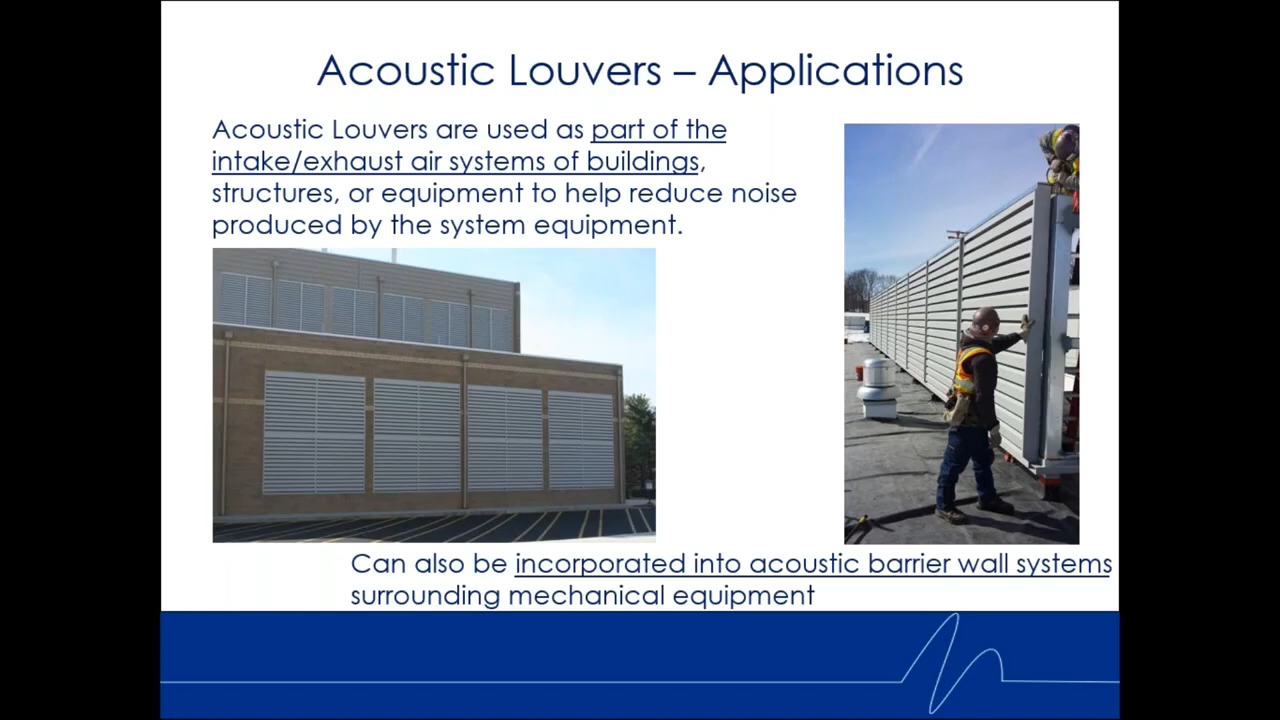 Acoustic Louvers – Applications
Acoustic Louvers are used as part of the
intake/exhaust air systems of buildings,
structures, or equipment to help reduce noise
produced by the system equipment.
Can also be incorporated into acoustic barrier wall systems
surrounding mechanical equipment